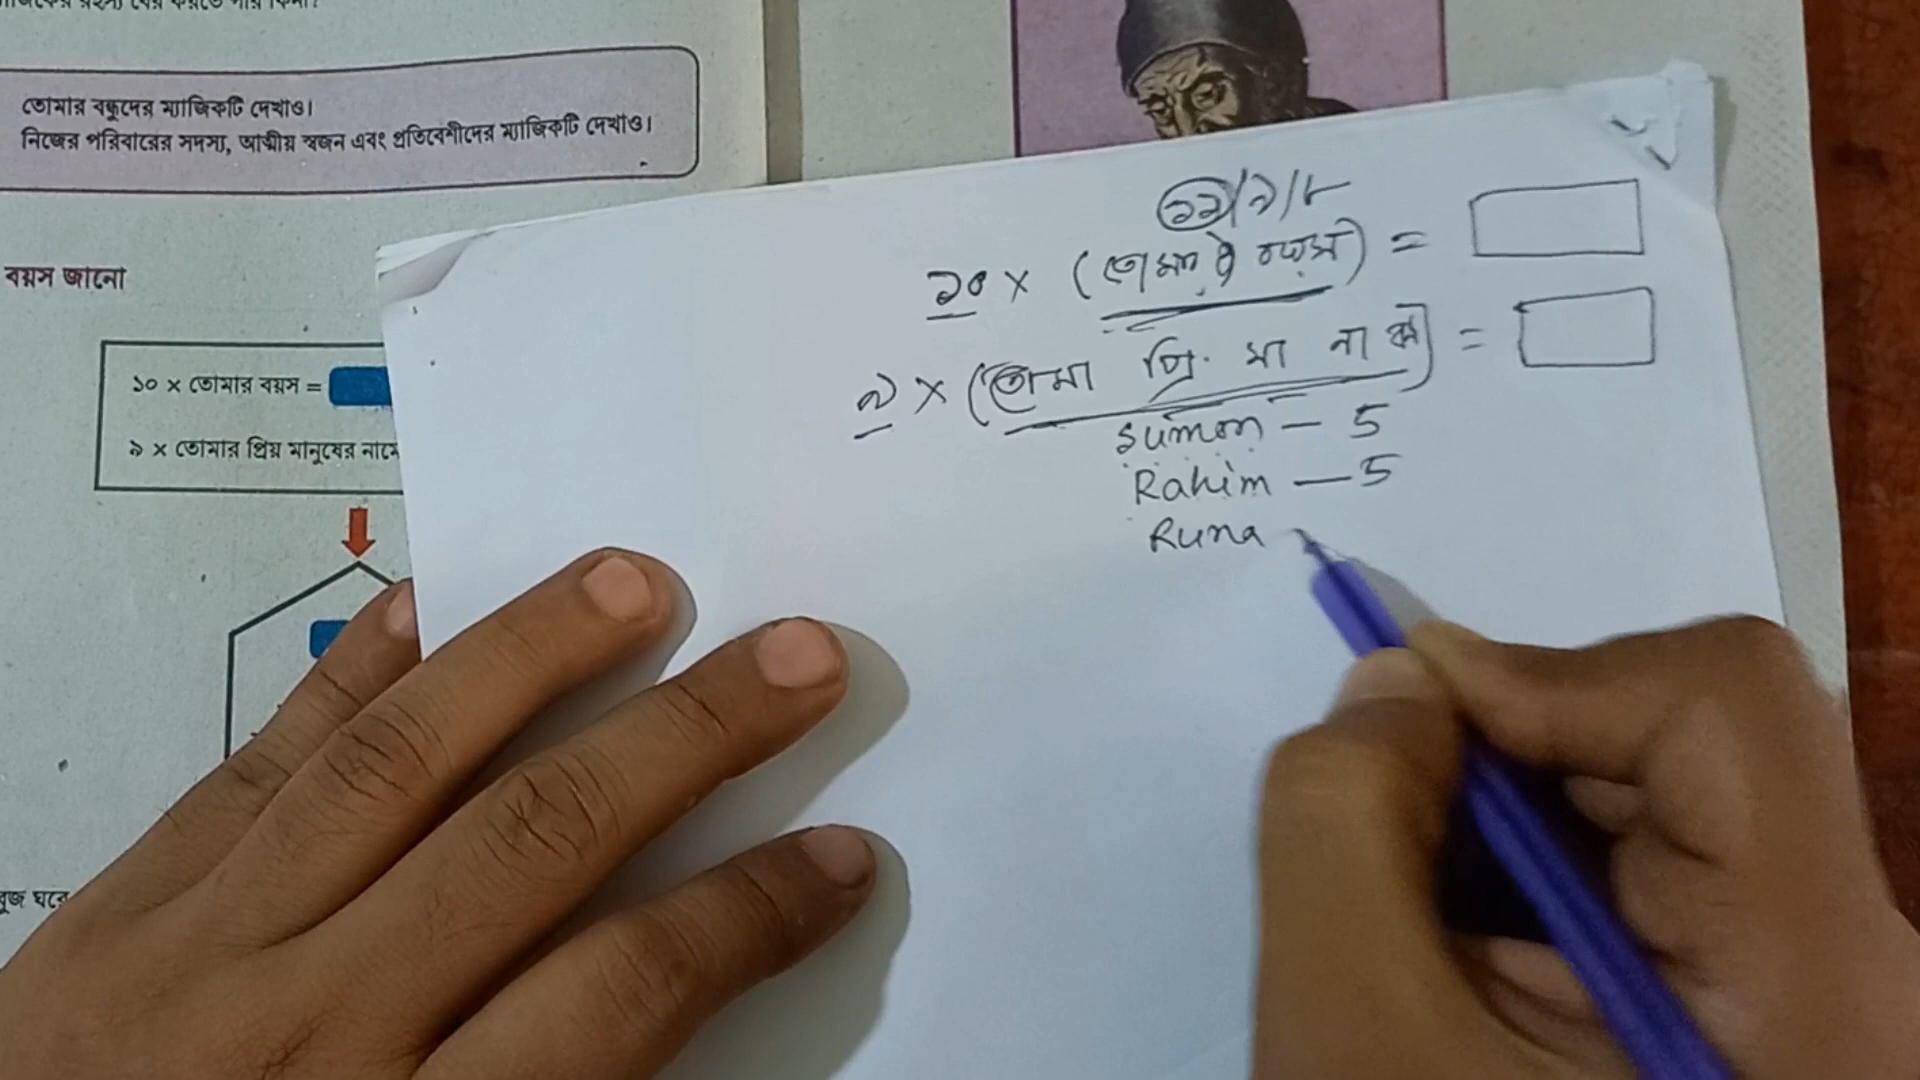 তোমার বন্ধুদের ম্যাজিকটি দেখাও।
নিজের পরিবারের সদস্য, আত্মীয় স্বজন এবং প্রতিবেশীদের ম্যাজিকটি দেখাও।
বয়স জানো
১০ × তোমার বয়স =
৯ × তোমার প্রিয় মানুষের নামে
ঘরে
১০ × (তোমার বয়স) =
৯ × (তোমা প্রি. মা না অ) =
Sumon — 5
Rahim — 5
Runa